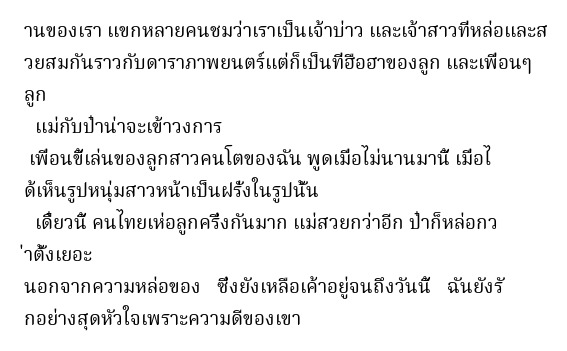 านของเรา แขกหลายคนชมว่าเราเป็นเจ้าบ่าว และเจ้าสาวที่หล่อและส
วยสมกันราวกับดาราภาพยนตร์แต่ก็เป็นที่ฮือฮาของลูก และเพื่อนๆ
ลูก
แม่กับป๋าน่าจะเข้าวงการ
เพื่อนขี้เล่นของลูกสาวคนโตของฉัน พูดเมื่อไม่นานมานี้ เมื่อไ
ด้เห็นรูปหนุ่มสาวหน้าเป็นฝรั่งในรูปนั้น
เดี๋ยวนี้ คนไทยเห่อลูกครึ่งกันมาก แม่สวยกว่าอีก ป๋าก็หล่อกว
่าตั้งเยอะ
นอกจากความหล่อของ ซึ่งยังเหลือเค้าอยู่จนถึงวันนี้ ฉันยังรั
กอย่างสุดหัวใจเพราะความดีของเขา